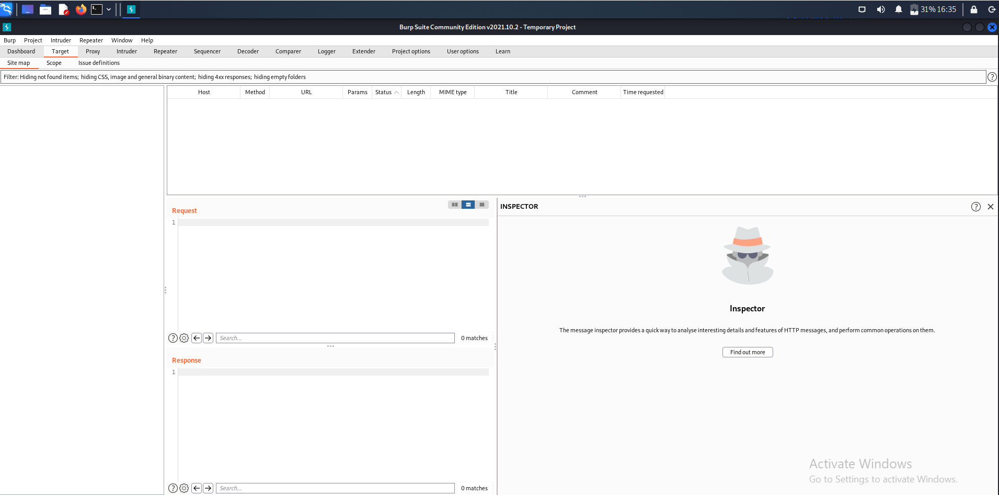 31% 16:35
Burp Suite Community Edition v2021.10.2 - Temporary Project
Burp Project Intruder Repeater Window Help
Dashboard Target Proxy Intruder Repeater Sequencer Decoder Comparer Logger Extender Project options User options Learn
Site map Scope Issue definitions
Filter: Hiding not found items; hiding CSS, image and general binary content; hiding 4xx responses; hiding empty folders
Host Method URL Params Status Length MIME type Title Comment Time requested
Request
1
Search...
0 matches
Response
1
Search...
0 matches
INSPECTOR
Inspector
The message inspector provides a quick way to analyse interesting details and features of HTTP messages, and perform common operations on them.
Find out more
Activate Windows
Go to Settings to activate Windows.